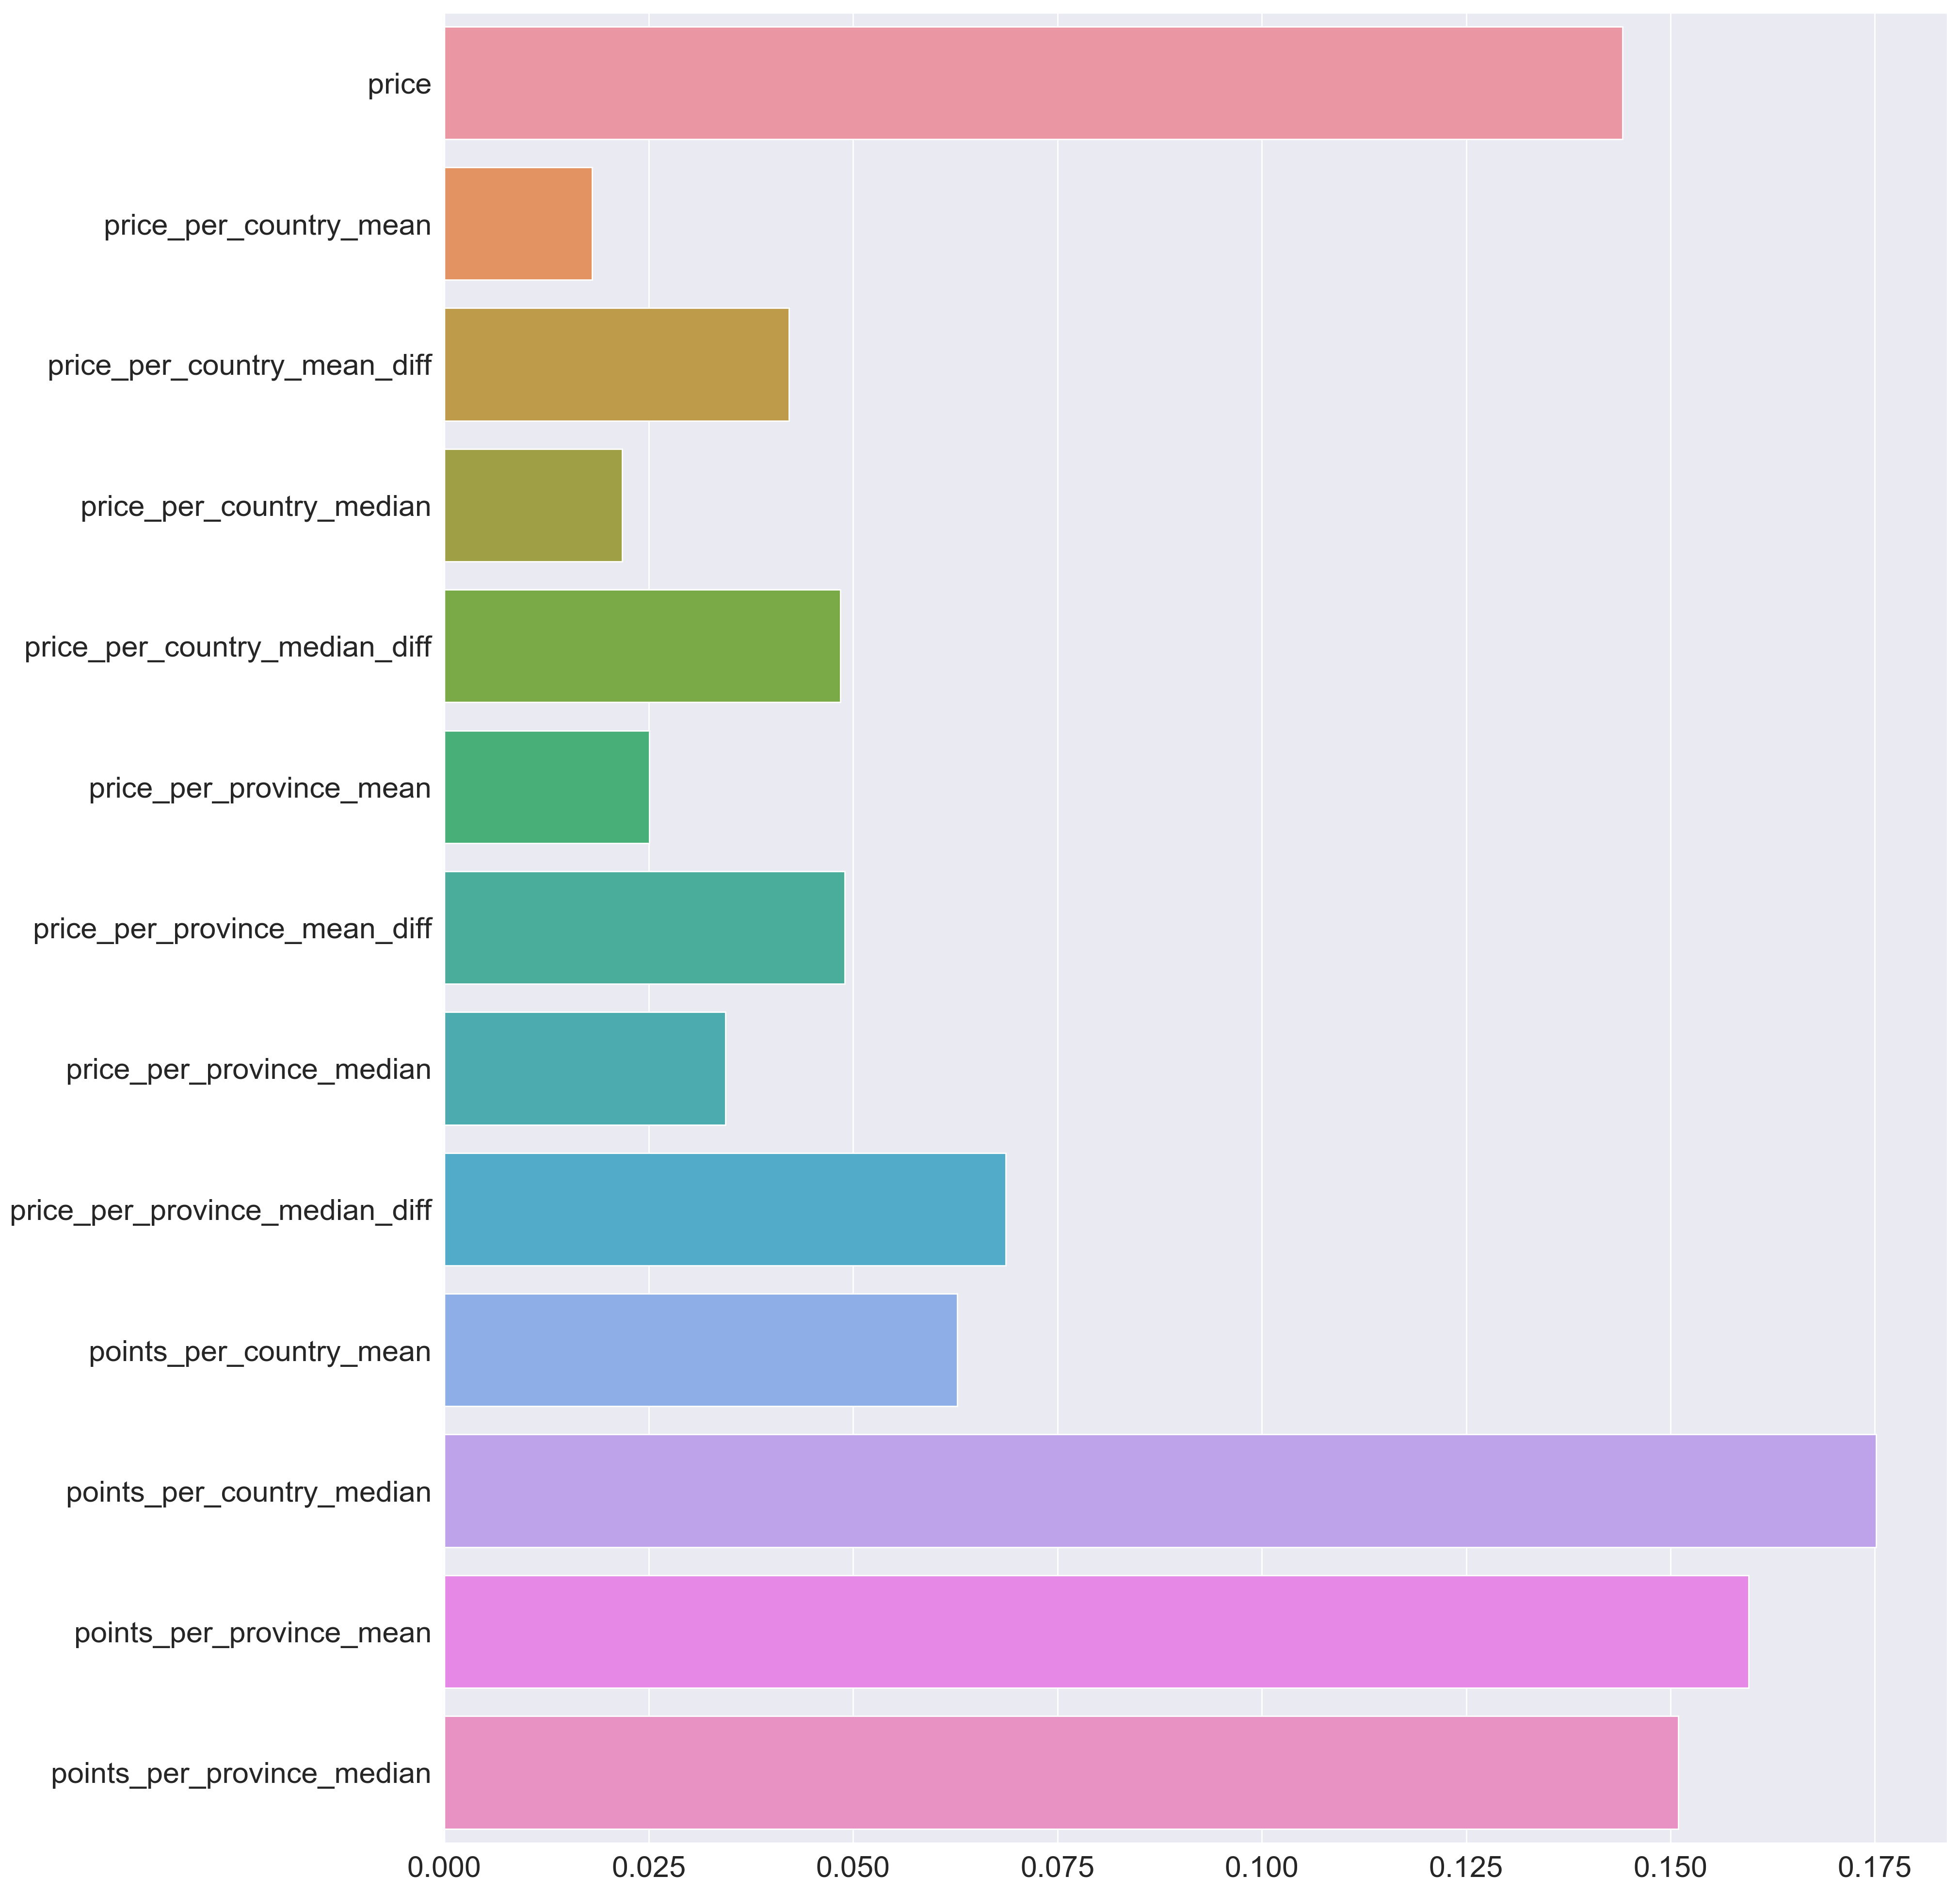 price
price_per_country_mean
price_per_country_mean_diff
price_per_country_median
price_per_country_median_diff
price_per_province_mean
price_per_province_mean_diff
price_per_province_median
price_per_province_median_diff
points_per_country_mean
points_per_country_median
points_per_province_mean
points_per_province_median
0.000 0.025 0.050 0.075 0.100 0.125 0.150 0.175